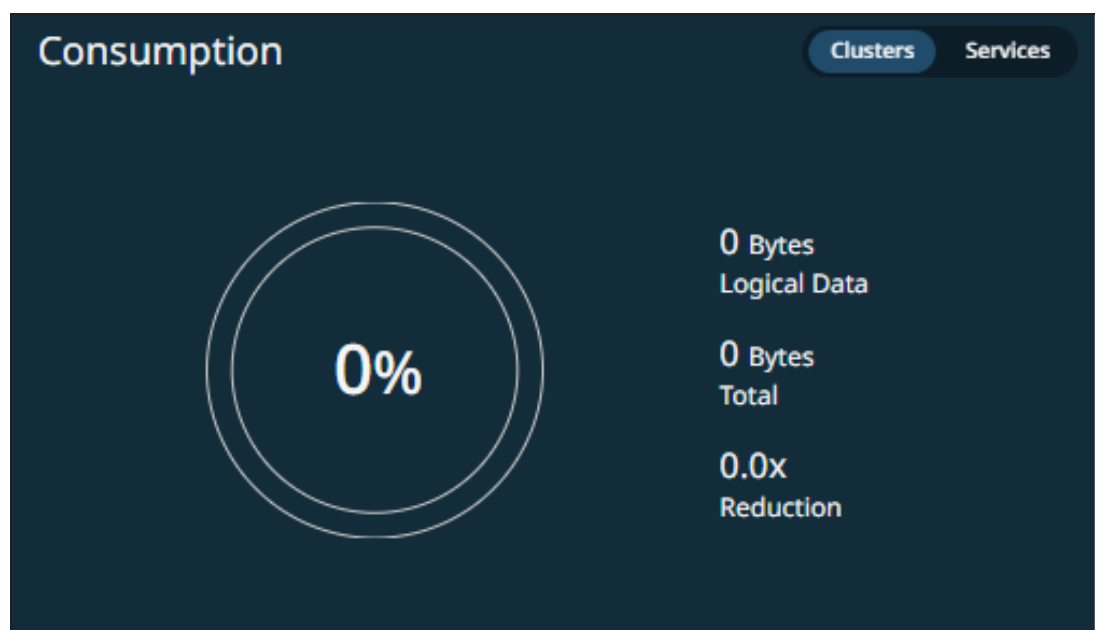 Consumption
Clusters Services
0%
0 Bytes
Logical Data
0 Bytes
Total
0.0x
Reduction